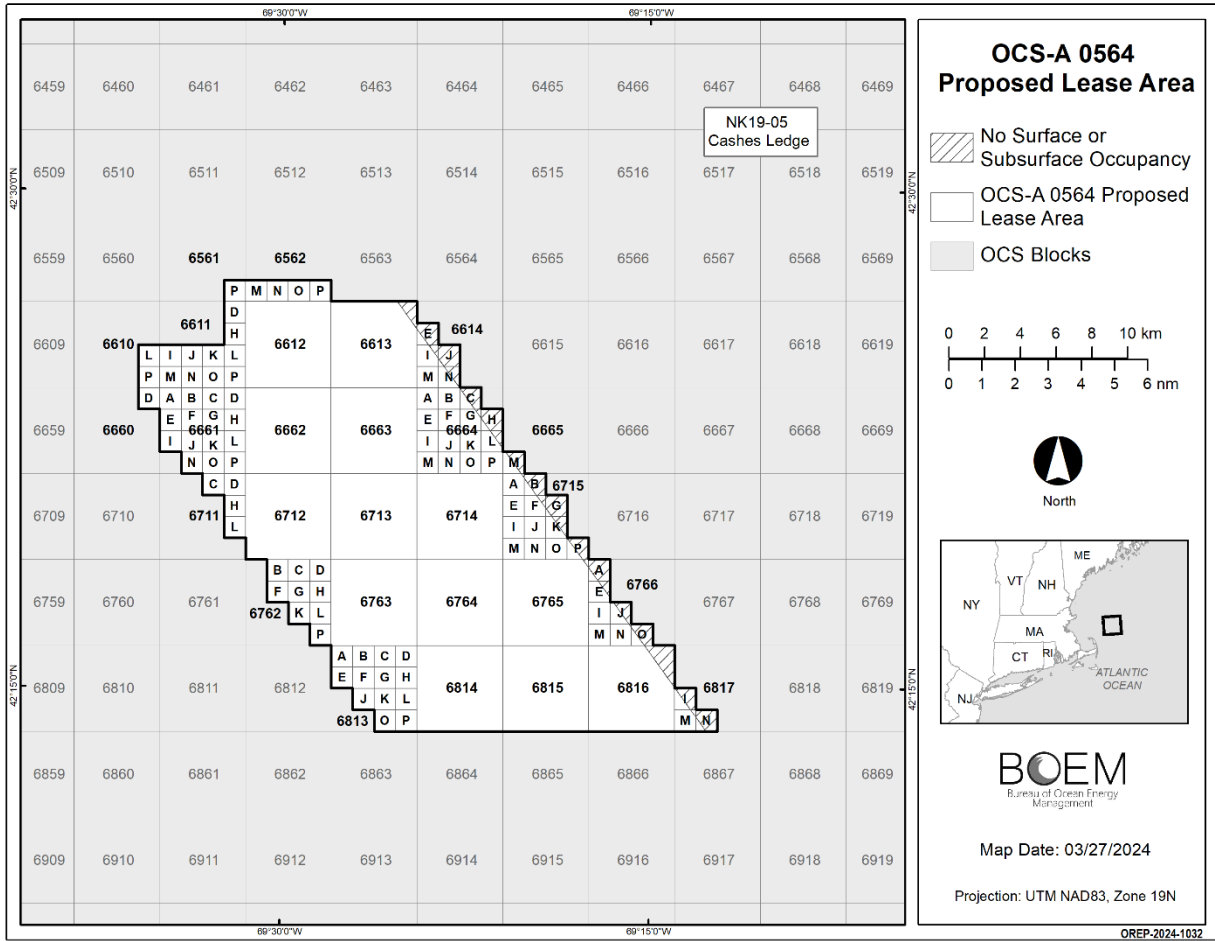 69°30'0"W 69°15'0"W
6459 6460 6461 6462 6463 6464 6465 6466 6467 6468 6469
NK19-05
Cashes Ledge
6509 6510 6511 6512 6513 6514 6515 6516 6517 6518 6519
42°30'0"N 42°30'0"N
6559 6560 6561 6562 6563 6564 6565 6566 6567 6568 6569
P M N O P
D
6611 H E 6614
6609 6610 6612 6613 6615 6616 6617 6618 6619
L I J K L I J
P M N O P M N
D A B C D A B C
E F G H E F G H
6659 6660 6661 6662 6663 6664 6665 6666 6667 6668 6669
I J K L I J K L
N O P M N O P M
C D A B 6715
H E F G
6709 6710 6711 6712 6713 6714 6716 6717 6718 6719
L I J K
M N O P
B C D A
F G H E 6766
6759 6760 6761 6762 6763 6764 6765 6767 6768 6769
K L I J
P M N O
A B C D
E F G H
6809 6810 6811 6812 6814 6815 6816 6817 6818 6819
42°15'0"N J K L I 42°15'0"N
6813 O P M N
6859 6860 6861 6862 6863 6864 6865 6866 6867 6868 6869
6909 6910 6911 6912 6913 6914 6915 6916 6917 6918 6919
69°30'0"W 69°15'0"W
OCS-A 0564
Proposed Lease Area
No Surface or
Subsurface Occupancy
OCS-A 0564 Proposed
Lease Area
OCS Blocks
0 2 4 6 8 10 km
0 1 2 3 4 5 6 nm
North
ME
VT
NH
NY
MA
CT RI
ATLANTIC
OCEAN
NJ
BOEM
Bureau of Ocean Energy
Management
Map Date: 03/27/2024
Projection: UTM NAD83, Zone 19N
OREP-2024-1032